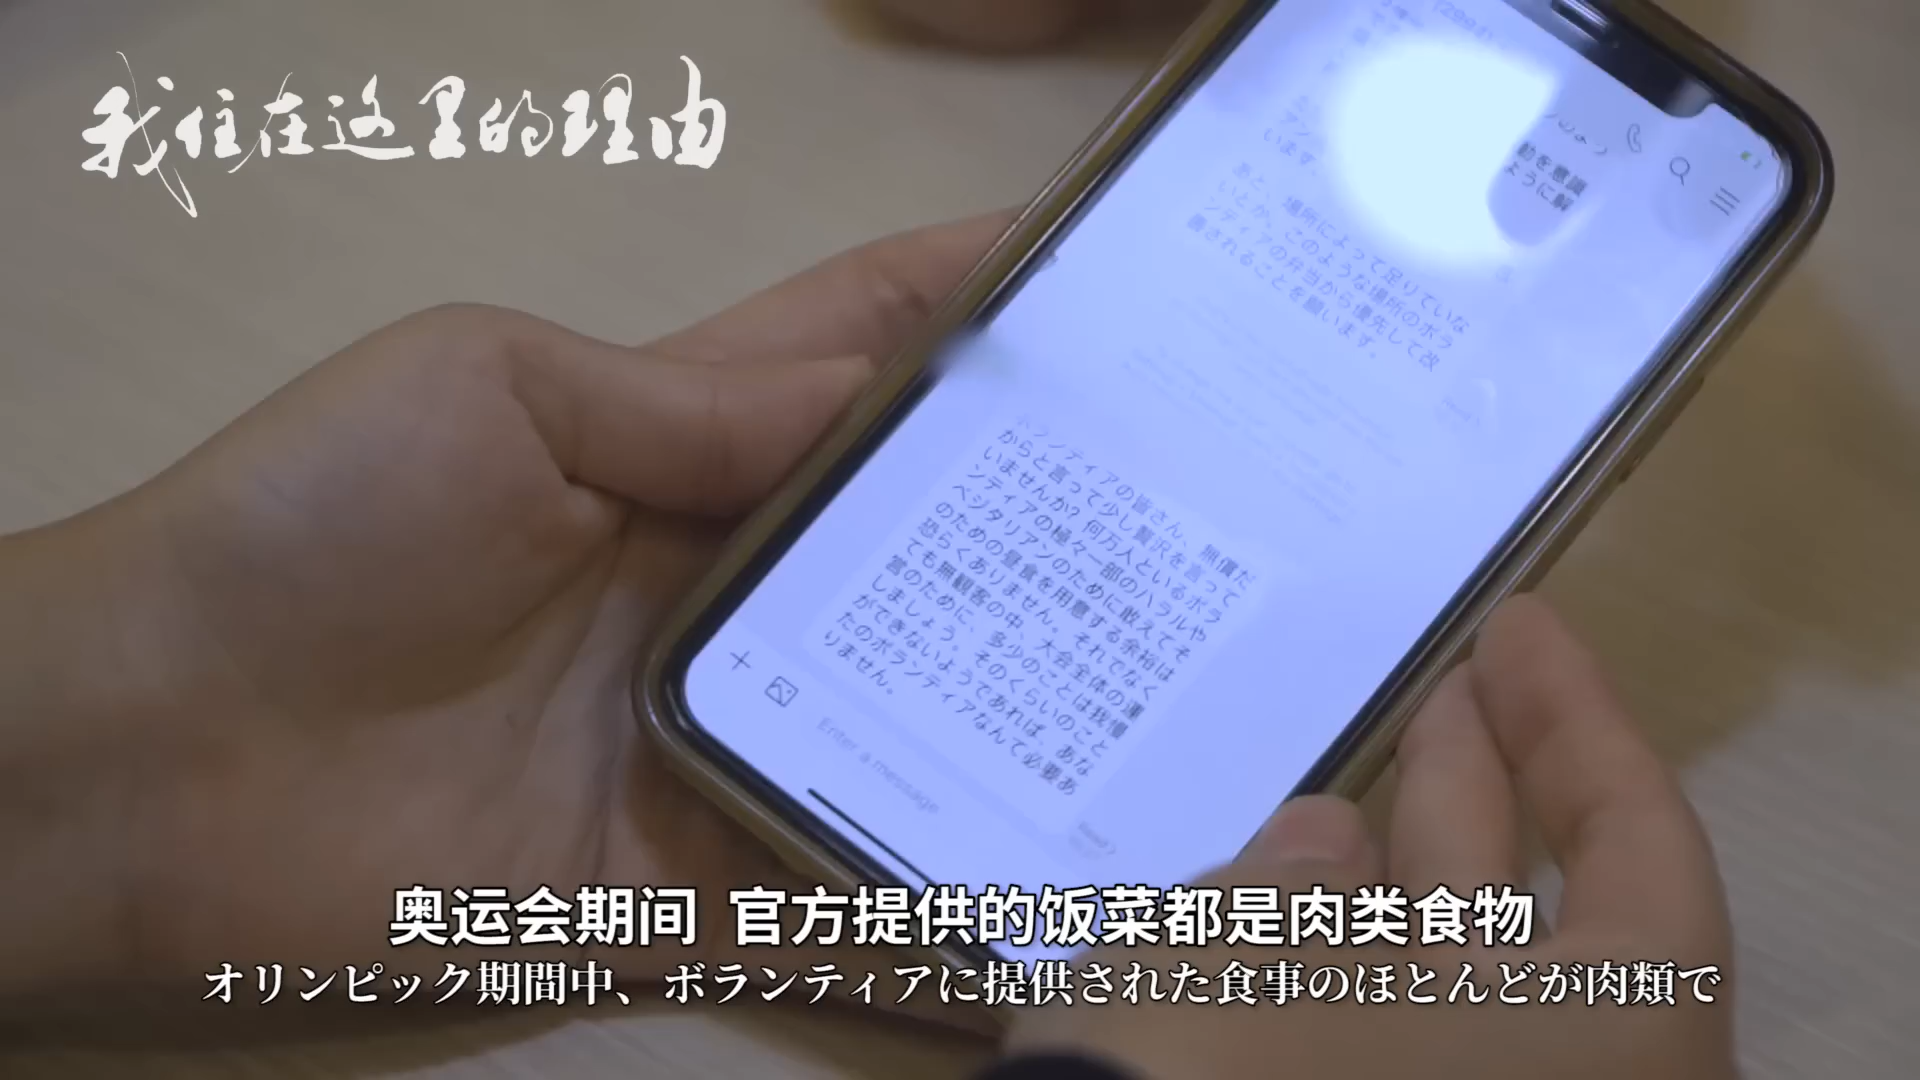 我住在这里的理由
動を意識
ように解
います。
あと、場所によって足りていな
いとか、このような場所のボラ
ンティアの弁当から優先して改
善されることを願います。
ボランティアの皆さん、無償だ
からと言って少し贅沢を言って
いませんか？何万人といるボラ
ンティアの極々一部のハラルや
ベジタリアンのために敢えてそ
のための昼食を用意する余裕は
恐らくありません。それでなく
ても無観客の中、大会全体の運
営のために、多少のことは我慢
しましょう。そのくらいのこと
ができないようであれば、あな
たのボランティアなんて必要あ
りません。
Enter a message
奥运会期间 官方提供的饭菜都是肉类食物
オリンピック期間中、ボランティアに提供された食事のほとんどが肉類で